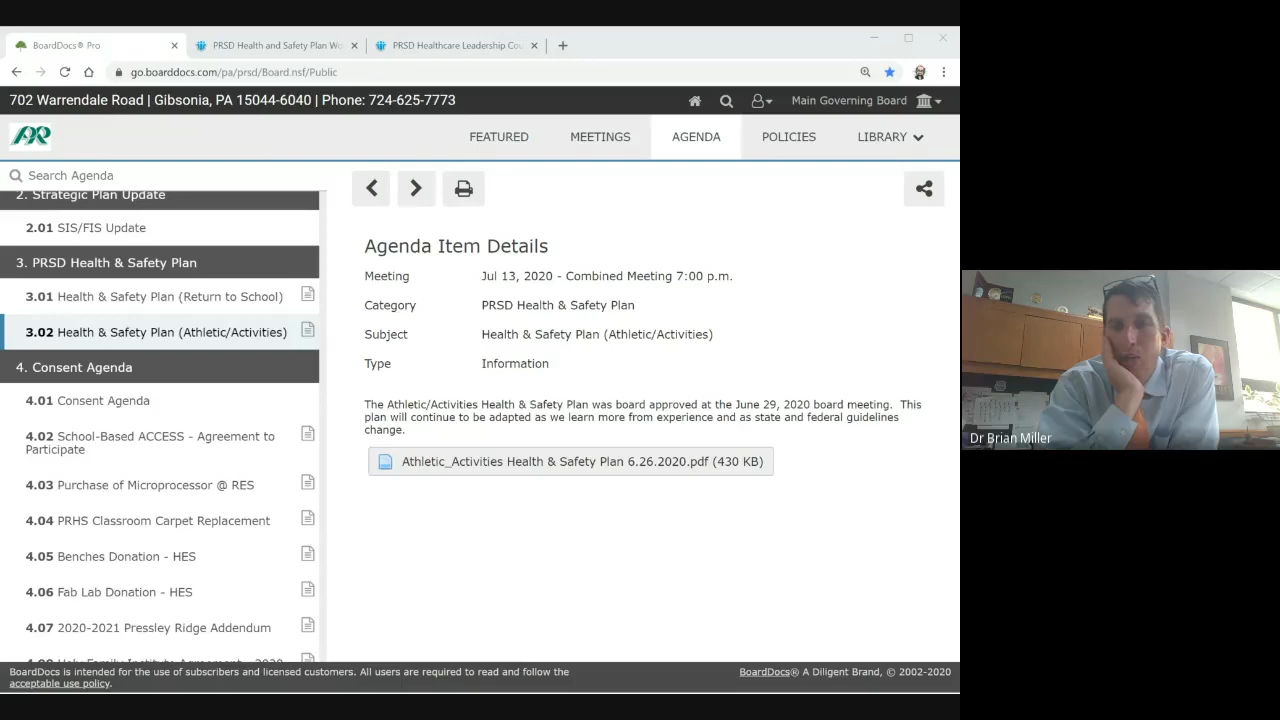 BoardDocs® Pro
PRSD Health and Safety Plan Wo
PRSD Healthcare Leadership Cou
go.boarddocs.com/pa/prsd/Board.nsf/Public
702 Warrendale Road | Gibsonia, PA 15044-6040 | Phone: 724-625-7773
Main Governing Board
PR
FEATURED
MEETINGS
AGENDA
POLICIES
LIBRARY
Search Agenda
2. Strategic Plan Update
2.01 SIS/FIS Update
3. PRSD Health & Safety Plan
3.01 Health & Safety Plan (Return to School)
3.02 Health & Safety Plan (Athletic/Activities)
4. Consent Agenda
4.01 Consent Agenda
4.02 School-Based ACCESS - Agreement to
Participate
4.03 Purchase of Microprocessor @ RES
4.04 PRHS Classroom Carpet Replacement
4.05 Benches Donation - HES
4.06 Fab Lab Donation - HES
4.07 2020-2021 Pressley Ridge Addendum
Agenda Item Details
Meeting
Jul 13, 2020 - Combined Meeting 7:00 p.m.
Category
PRSD Health & Safety Plan
Subject
Health & Safety Plan (Athletic/Activities)
Type
Information
The Athletic/Activities Health & Safety Plan was board approved at the June 29, 2020 board meeting.  This
plan will continue to be adapted as we learn more from experience and as state and federal guidelines
change.
Athletic_Activities Health & Safety Plan 6.26.2020.pdf (430 KB)
Dr Brian Miller
BoardDocs is intended for the use of subscribers and licensed customers. All users are required to read and follow the
acceptable use policy.
BoardDocs® A Diligent Brand, © 2002-2020